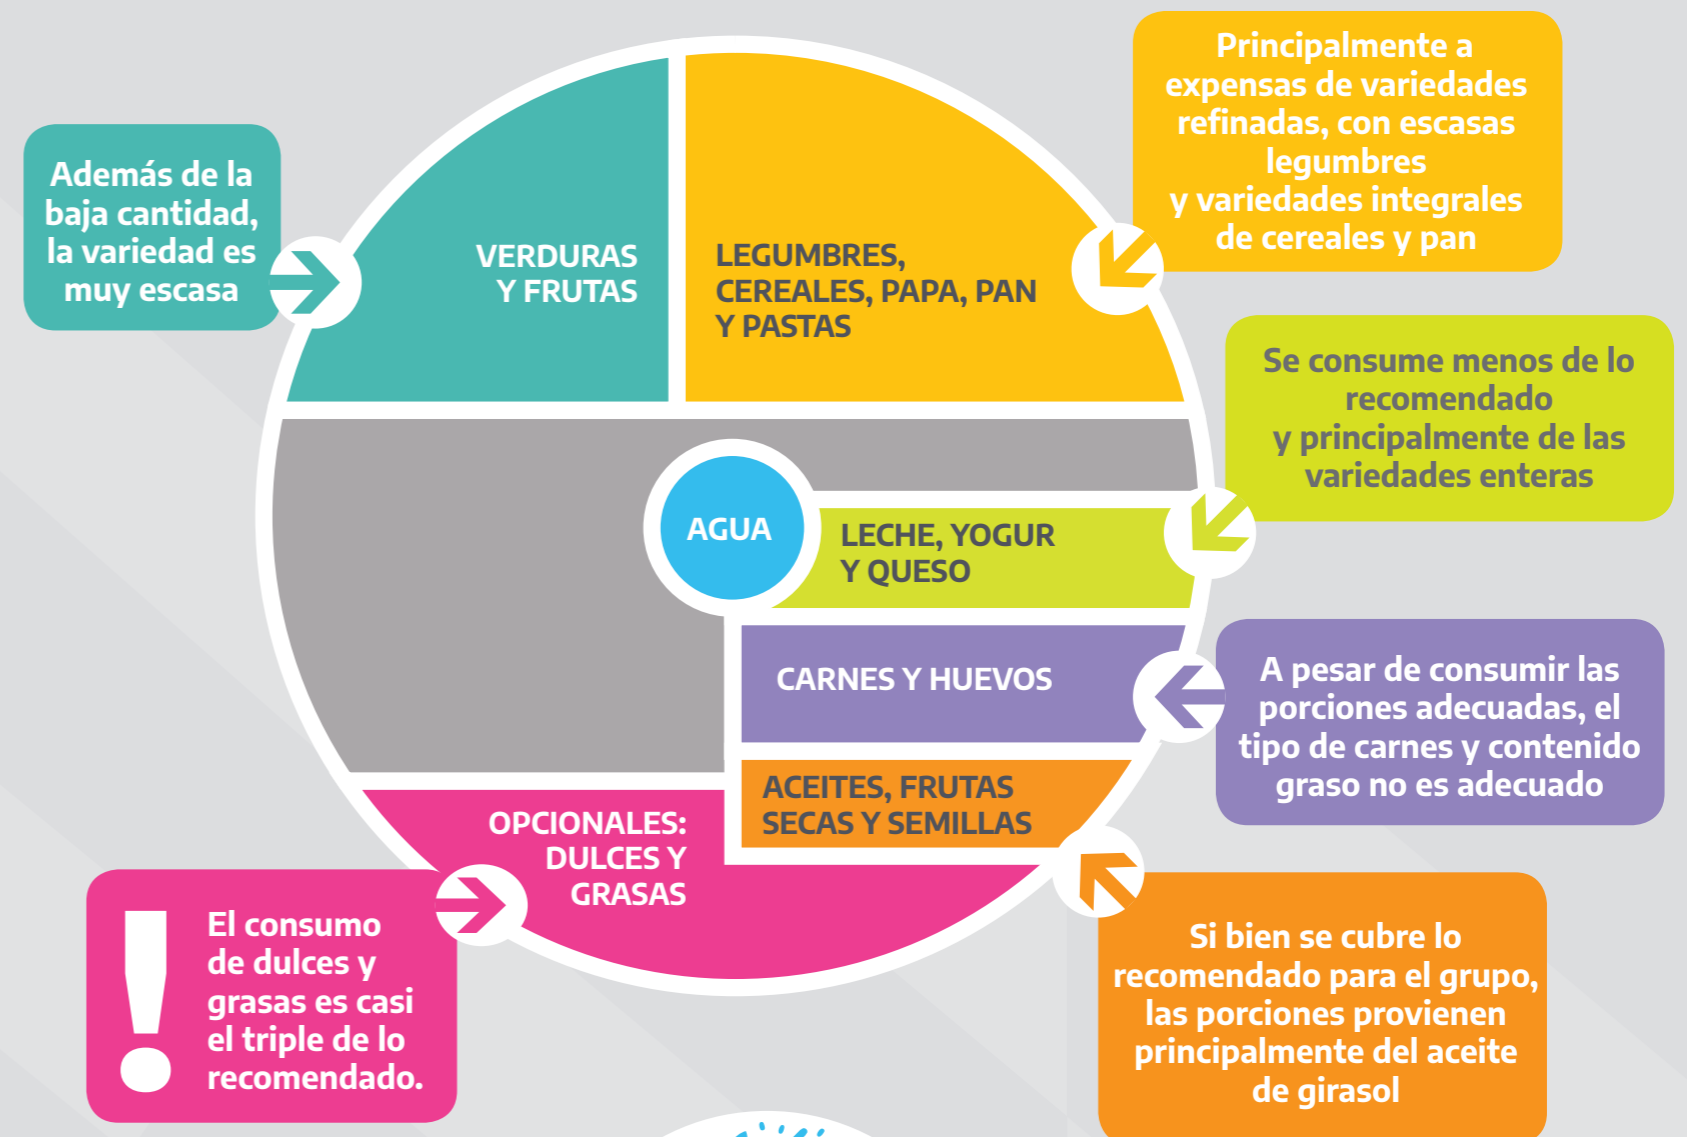 Principalmente a
expensas de variedades
refinadas, con escasas
legumbres
y variedades integrales
de cereales y pan
Además de la
baja cantidad,
la variedad es
muy escasa
VERDURAS
Y FRUTAS
LEGUMBRES,
CEREALES, PAPA, PAN
Y PASTAS
Se consume menos de lo
recomendado
y principalmente de las
variedades enteras
AGUA
LECHE, YOGUR
Y QUESO
CARNES Y HUEVOS
A pesar de consumir las
porciones adecuadas, el
tipo de carnes y contenido
graso no es adecuado
ACEITES, FRUTAS
SECAS Y SEMILLAS
OPCIONALES:
DULCES Y
GRASAS
!
El consumo
de dulces y
grasas es casi
el triple de lo
recomendado.
Si bien se cubre lo
recomendado para el grupo,
las porciones provienen
principalmente del aceite
de girasol